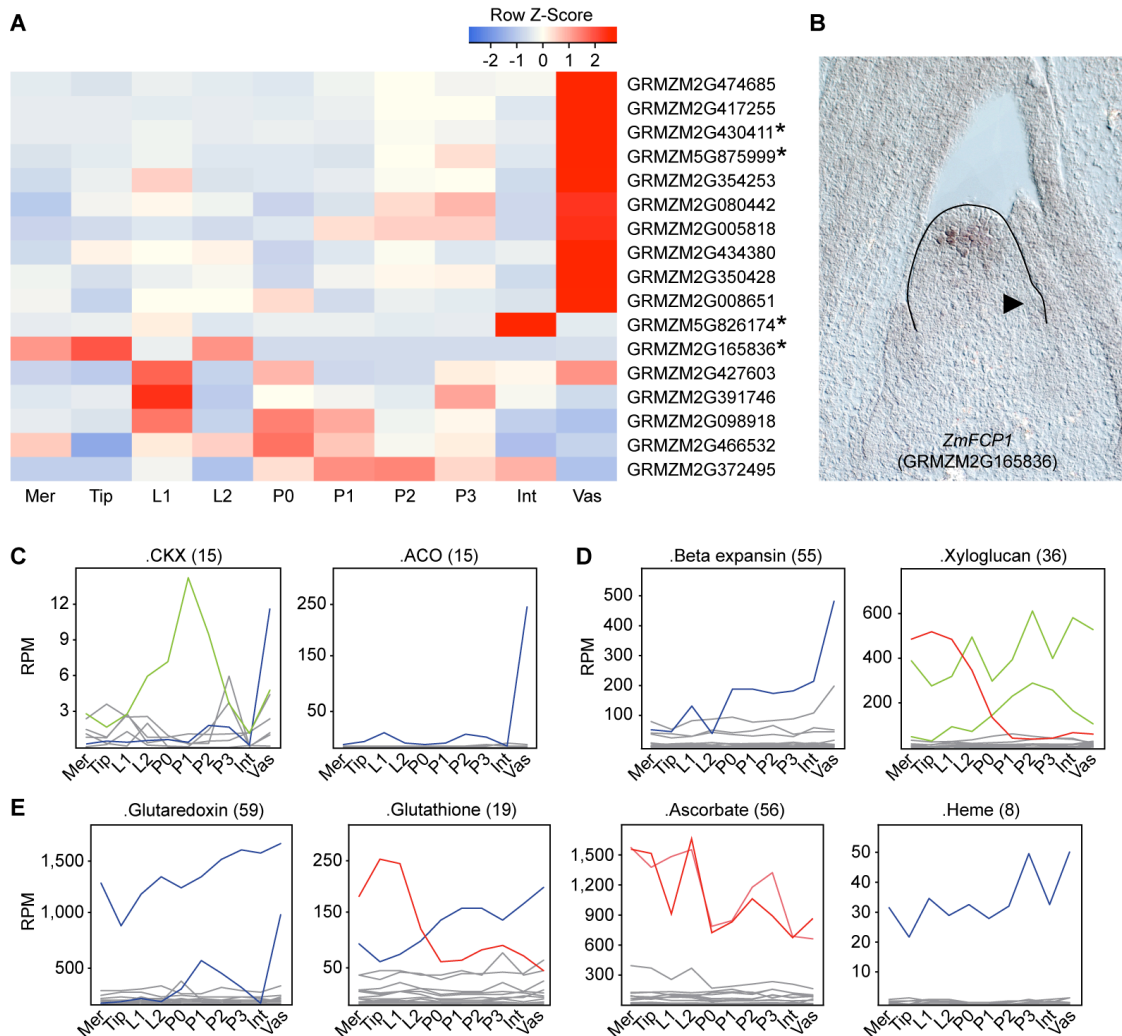 A
Row Z-Score
-2 -1 0 1 2
GRMZM2G474685
GRMZM2G417255
GRMZM2G430411*
GRMZM5G875999*
GRMZM2G354253
GRMZM2G080442
GRMZM2G005818
GRMZM2G434380
GRMZM2G350428
GRMZM2G008651
GRMZM5G826174*
GRMZM2G165836*
GRMZM2G427603
GRMZM2G391746
GRMZM2G098918
GRMZM2G466532
GRMZM2G372495
Mer Tip L1 L2 P0 P1 P2 P3 Int Vas
B
ZmFCP1
(GRMZM2G165836)
C
.CKX (15)
RPM
12
9
6
3
Mer Tip L1 L2 P0 P1 P2 P3 Int Vas
.ACO (15)
250
50
Mer Tip L1 L2 P0 P1 P2 P3 Int Vas
D
.Beta expansin (55)
RPM
500
400
300
200
100
Mer Tip L1 L2 P0 P1 P2 P3 Int Vas
.Xyloglucan (36)
600
400
200
Mer Tip L1 L2 P0 P1 P2 P3 Int Vas
E
.Glutaredoxin (59)
RPM
1,500
1,000
500
Mer Tip L1 L2 P0 P1 P2 P3 Int Vas
.Glutathione (19)
250
150
50
Mer Tip L1 L2 P0 P1 P2 P3 Int Vas
.Ascorbate (56)
1,500
1,200
900
600
300
Mer Tip L1 L2 P0 P1 P2 P3 Int Vas
.Heme (8)
50
40
30
20
10
Mer Tip L1 L2 P0 P1 P2 P3 Int Vas